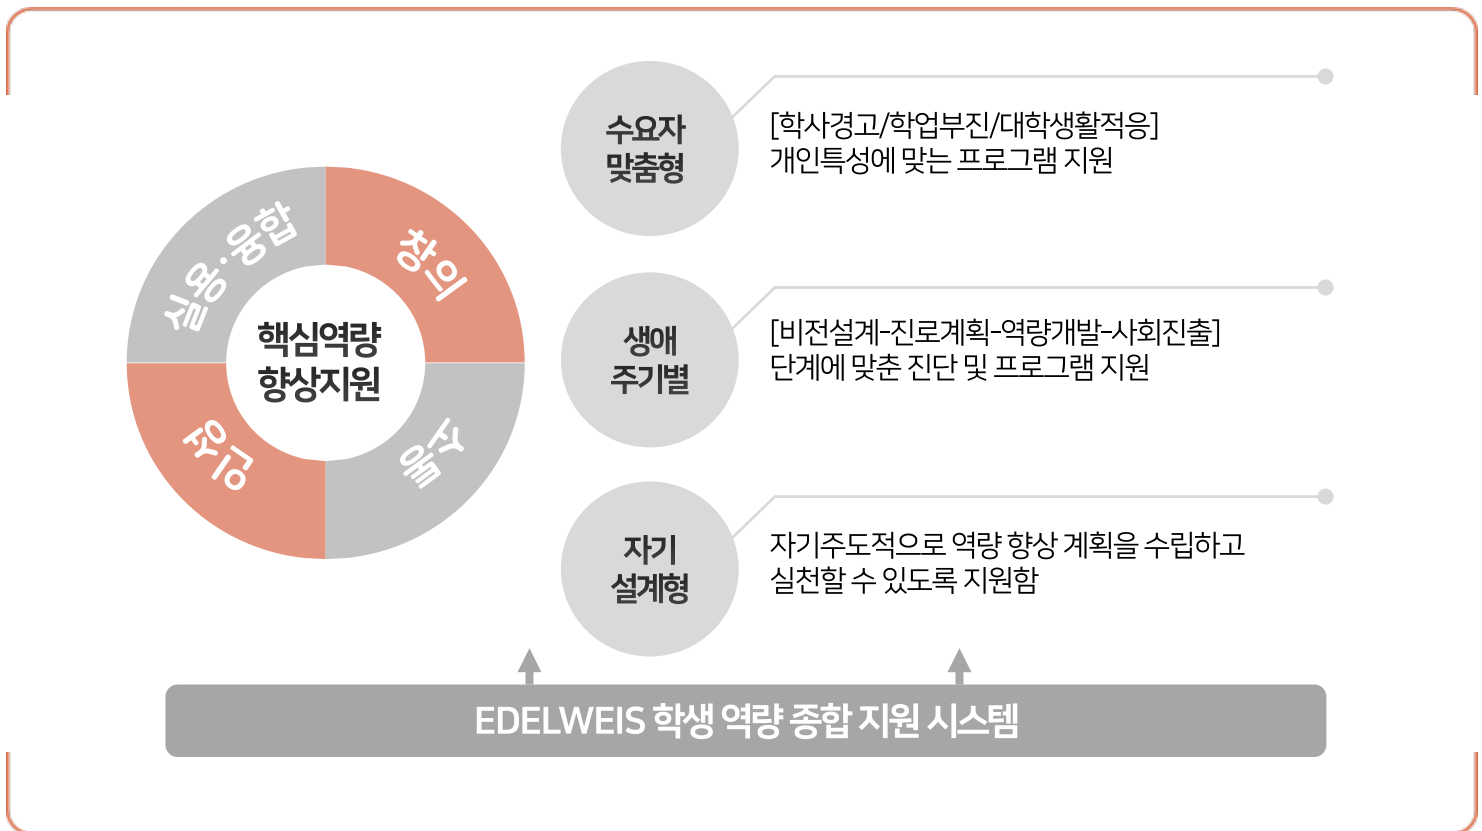 실용·융합
창의
핵심역량
향상지원
인성
소통
수요자
맞춤형
[학사경고/학업부진/대학생활적응]
개인특성에 맞는 프로그램 지원
생애
주기별
[비전설계-진로계획-역량개발-사회진출]
단계에 맞춘 진단 및 프로그램 지원
자기
설계형
자기주도적으로 역량 향상 계획을 수립하고
실천할 수 있도록 지원함
EDELWEIS 학생 역량 종합 지원 시스템